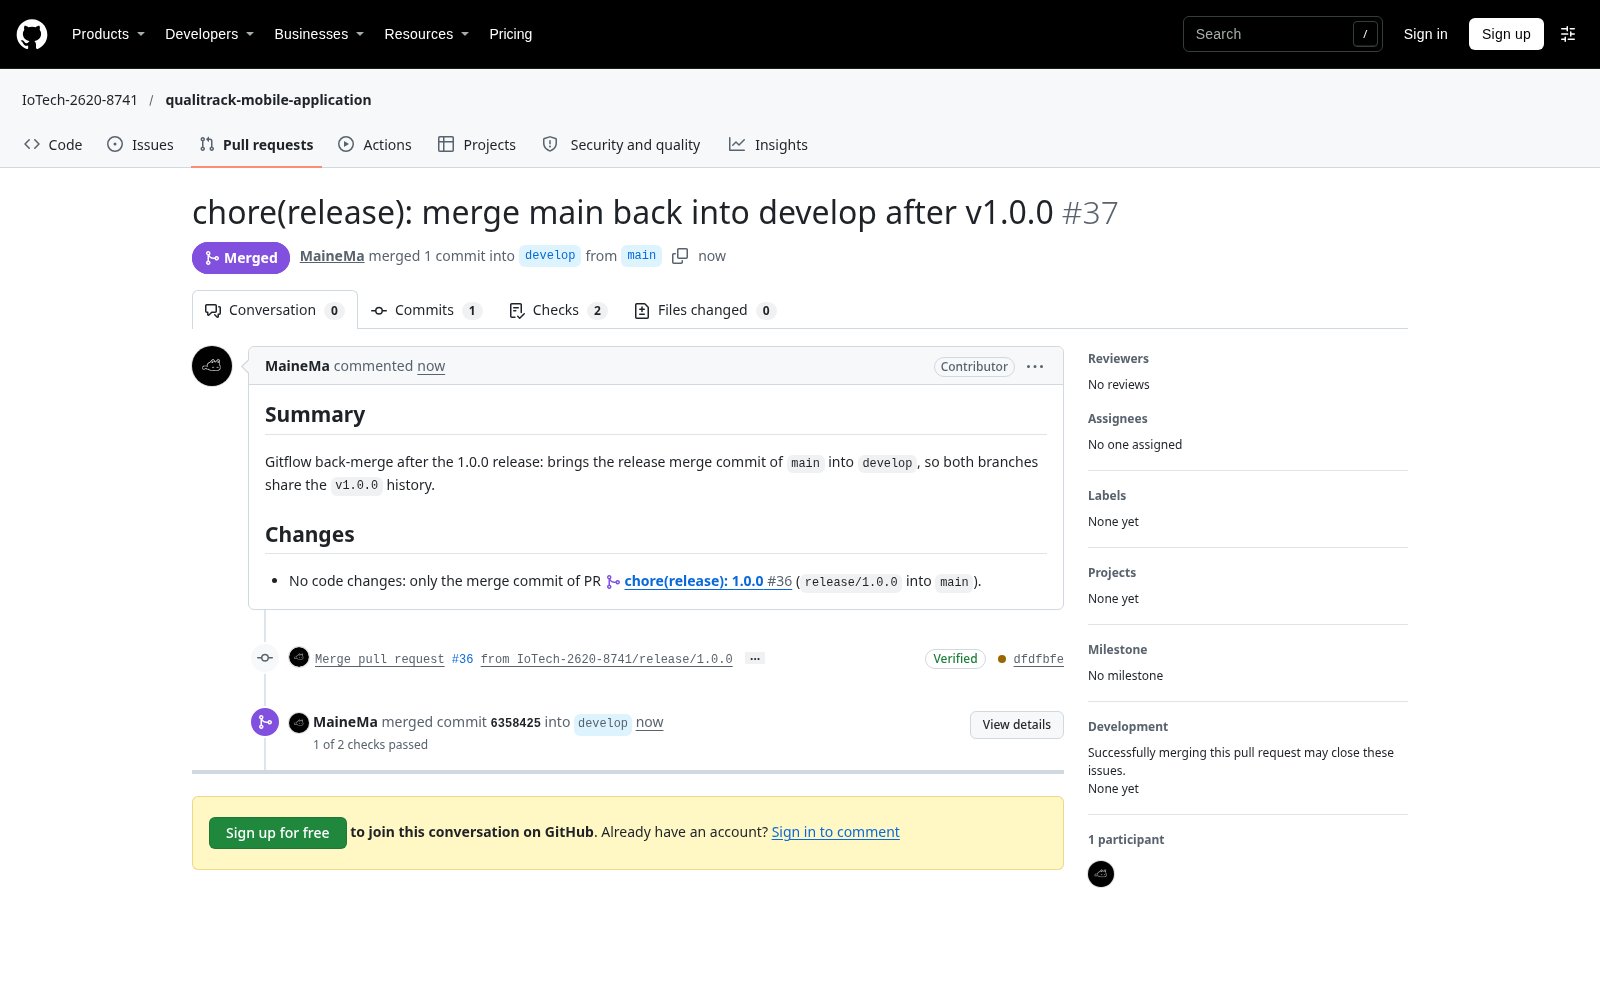 Products Developers Businesses Resources Pricing Search / Sign in Sign up
IoTech-2620-8741 / qualitrack-mobile-application
Code Issues Pull requests Actions Projects Security and quality Insights
chore(release): merge main back into develop after v1.0.0 #37
Merged MaineMa merged 1 commit into develop from main now
Conversation 0 Commits 1 Checks 2 Files changed 0
MaineMa commented now Contributor ...
Summary
Gitflow back-merge after the 1.0.0 release: brings the release merge commit of main into develop, so both branches
share the v1.0.0 history.
Changes
• No code changes: only the merge commit of PR chore(release): 1.0.0 #36 ( release/1.0.0 into main ).
Merge pull request #36 from IoTech-2620-8741/release/1.0.0 ... Verified dfdfbfe
MaineMa merged commit 6358425 into develop now View details
1 of 2 checks passed
Sign up for free to join this conversation on GitHub. Already have an account? Sign in to comment
Reviewers
No reviews
Assignees
No one assigned
Labels
None yet
Projects
None yet
Milestone
No milestone
Development
Successfully merging this pull request may close these
issues.
None yet
1 participant